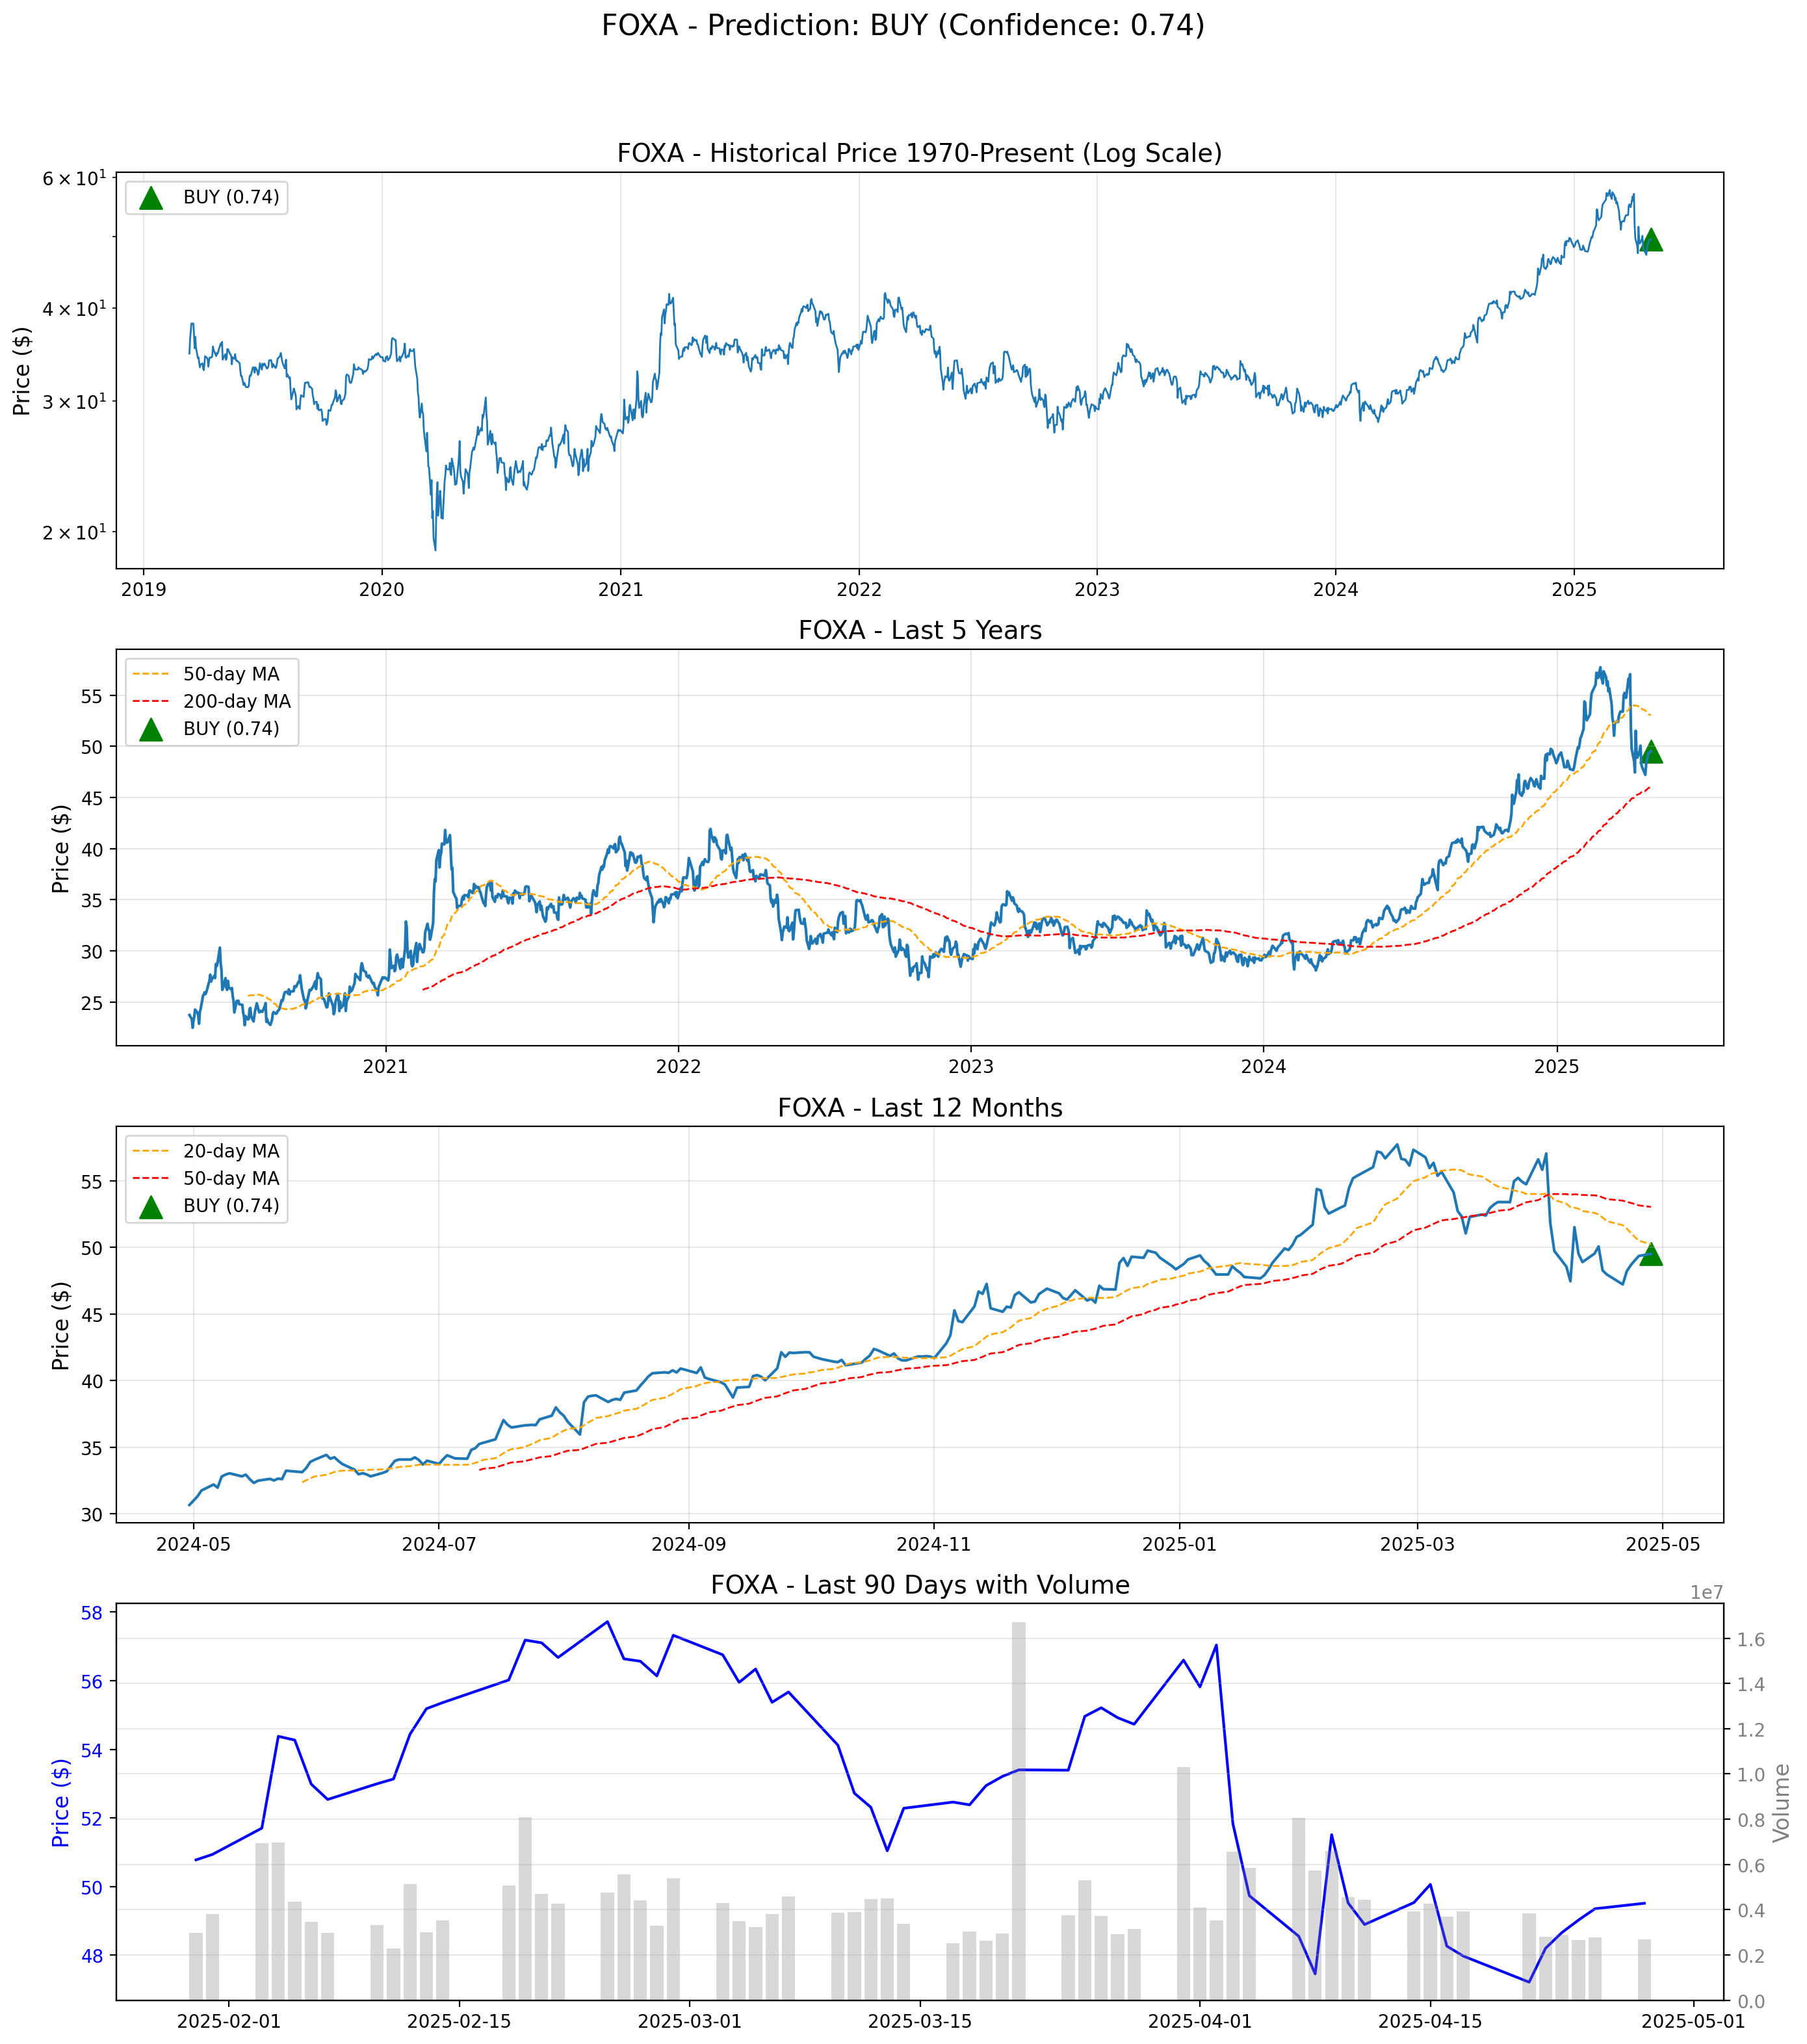 FOXA - Prediction: BUY (Confidence: 0.74)
FOXA - Historical Price 1970-Present (Log Scale)
BUY (0.74)
Price ($)
6 × 10¹
4 × 10¹
3 × 10¹
2 × 10¹
2019 2020 2021 2022 2023 2024 2025
FOXA - Last 5 Years
50-day MA
200-day MA
BUY (0.74)
Price ($)
55
50
45
40
35
30
25
2021 2022 2023 2024 2025
FOXA - Last 12 Months
20-day MA
50-day MA
BUY (0.74)
Price ($)
55
50
45
40
35
30
2024-05 2024-07 2024-09 2024-11 2025-01 2025-03 2025-05
FOXA - Last 90 Days with Volume
1e7
Price ($)
58
56
54
52
50
48
1.6
1.4
1.2
1.0
0.8
0.6
0.4
0.2
0.0
Volume
2025-02-01 2025-02-15 2025-03-01 2025-03-15 2025-04-01 2025-04-15 2025-05-01